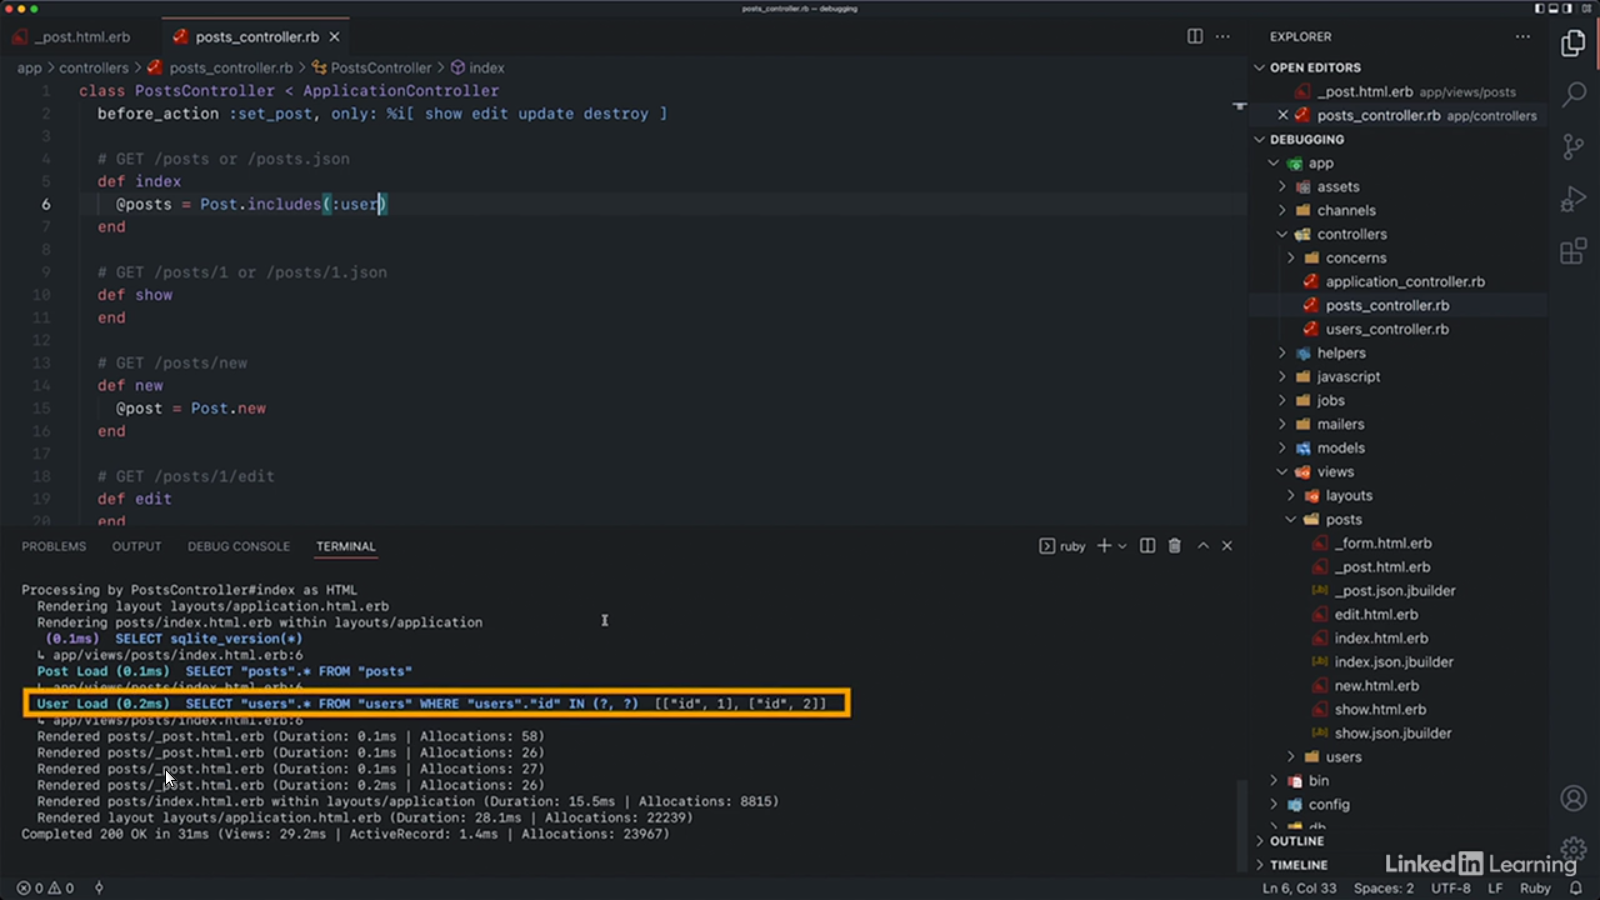 posts_controller.rb — debugging
_post.html.erb
posts_controller.rb
app > controllers > posts_controller.rb > PostsController > index
1 class PostsController < ApplicationController
2 before_action :set_post, only: %i[ show edit update destroy ]
3
4 # GET /posts or /posts.json
5 def index
6 @posts = Post.includes(:user)
7 end
8
9 # GET /posts/1 or /posts/1.json
10 def show
11 end
12
13 # GET /posts/new
14 def new
15 @post = Post.new
16 end
17
18 # GET /posts/1/edit
19 def edit
20 end
PROBLEMS OUTPUT DEBUG CONSOLE TERMINAL
ruby
Processing by PostsController#index as HTML
Rendering layout layouts/application.html.erb
Rendering posts/index.html.erb within layouts/application
(0.1ms) SELECT sqlite_version(*)
↳ app/views/posts/index.html.erb:6
Post Load (0.1ms) SELECT "posts".* FROM "posts"
↳ app/views/posts/index.html.erb:6
User Load (0.2ms) SELECT "users".* FROM "users" WHERE "users"."id" IN (?, ?) [["id", 1], ["id", 2]]
↳ app/views/posts/index.html.erb:6
Rendered posts/_post.html.erb (Duration: 0.1ms | Allocations: 58)
Rendered posts/_post.html.erb (Duration: 0.1ms | Allocations: 26)
Rendered posts/_post.html.erb (Duration: 0.1ms | Allocations: 27)
Rendered posts/_post.html.erb (Duration: 0.2ms | Allocations: 26)
Rendered posts/index.html.erb within layouts/application (Duration: 15.5ms | Allocations: 8815)
Rendered layout layouts/application.html.erb (Duration: 28.1ms | Allocations: 22239)
Completed 200 OK in 31ms (Views: 29.2ms | ActiveRecord: 1.4ms | Allocations: 23967)
EXPLORER
OPEN EDITORS
_post.html.erb app/views/posts
posts_controller.rb app/controllers
DEBUGGING
app
assets
channels
controllers
concerns
application_controller.rb
posts_controller.rb
users_controller.rb
helpers
javascript
jobs
mailers
models
views
layouts
posts
_form.html.erb
_post.html.erb
_post.json.jbuilder
edit.html.erb
index.html.erb
index.json.jbuilder
new.html.erb
show.html.erb
show.json.jbuilder
users
bin
config
db
OUTLINE
TIMELINE
LinkedIn Learning
0 0
Ln 6, Col 33 Spaces: 2 UTF-8 LF Ruby